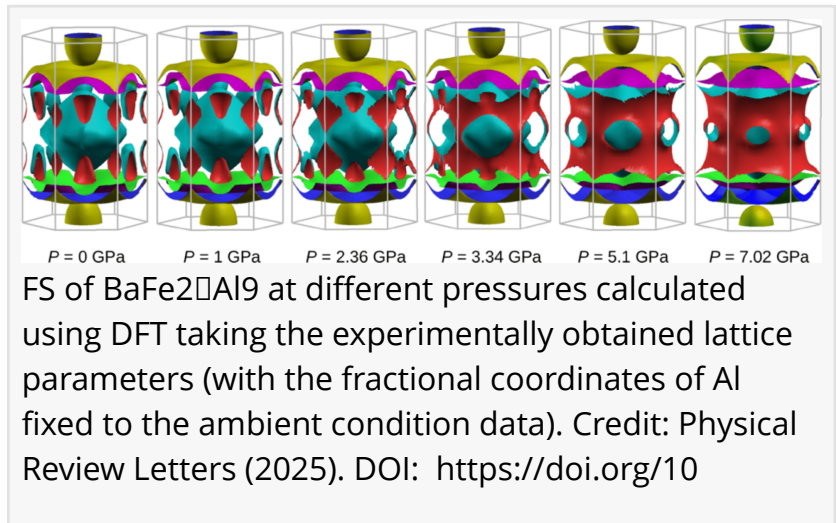 P = 0 GPa P = 1 GPa P = 2.36 GPa P = 3.34 GPa P = 5.1 GPa P = 7.02 GPa
FS of BaFe2▯Al9 at different pressures calculated
using DFT taking the experimentally obtained lattice
parameters (with the fractional coordinates of Al
fixed to the ambient condition data). Credit: Physical
Review Letters (2025). DOI: https://doi.org/10